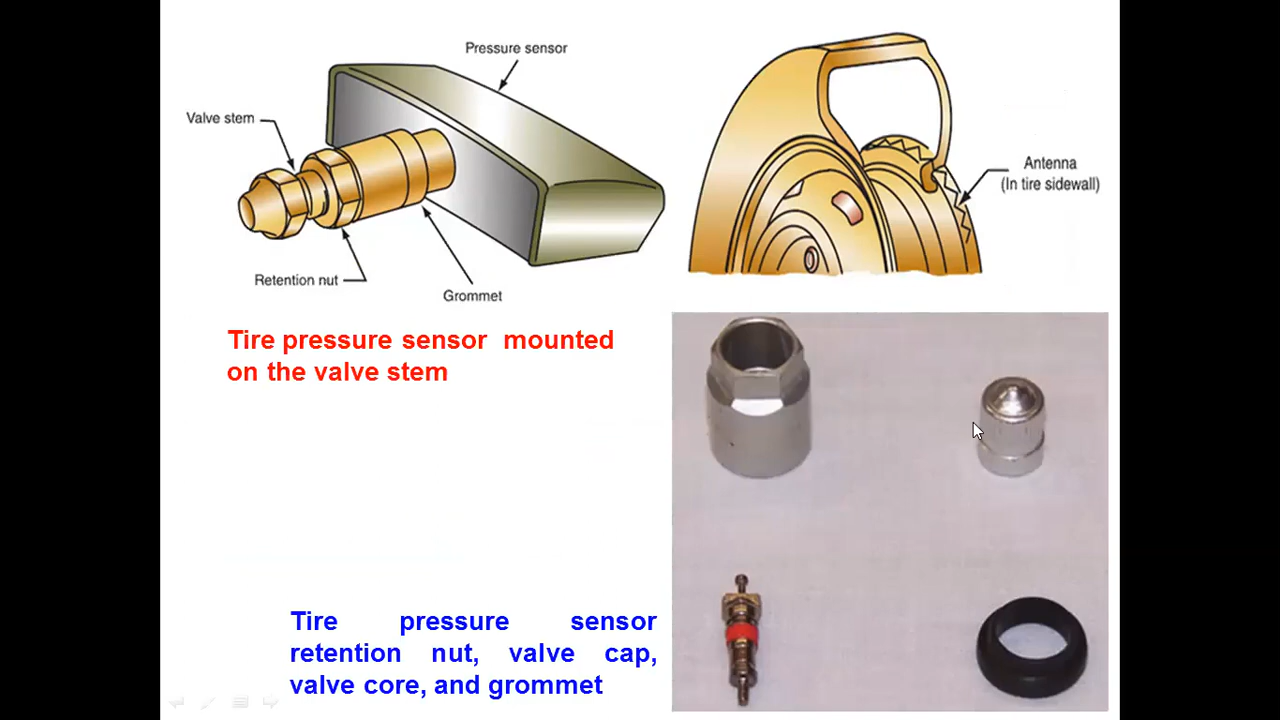 Pressure sensor
Valve stem
Antenna
(In tire sidewall)
Retention nut
Grommet
Tire pressure sensor mounted
on the valve stem
Tire pressure sensor
retention nut, valve cap,
valve core, and grommet